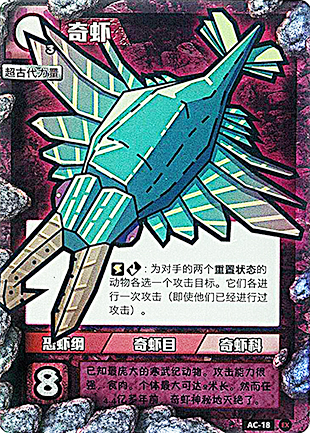 奇虾
超古代力量
：为对手的两个重置状态的
动物各选一个攻击目标。它们各进
行一次攻击（即使他们已经进行过
攻击）。
恐虾纲 奇虾目 奇虾科
8
已知最庞大的寒武纪动物，攻击能力很
强，食肉，个体最大可达 米长。然而在
亿多年前，奇虾神秘地灭绝了。
AC-18 EX